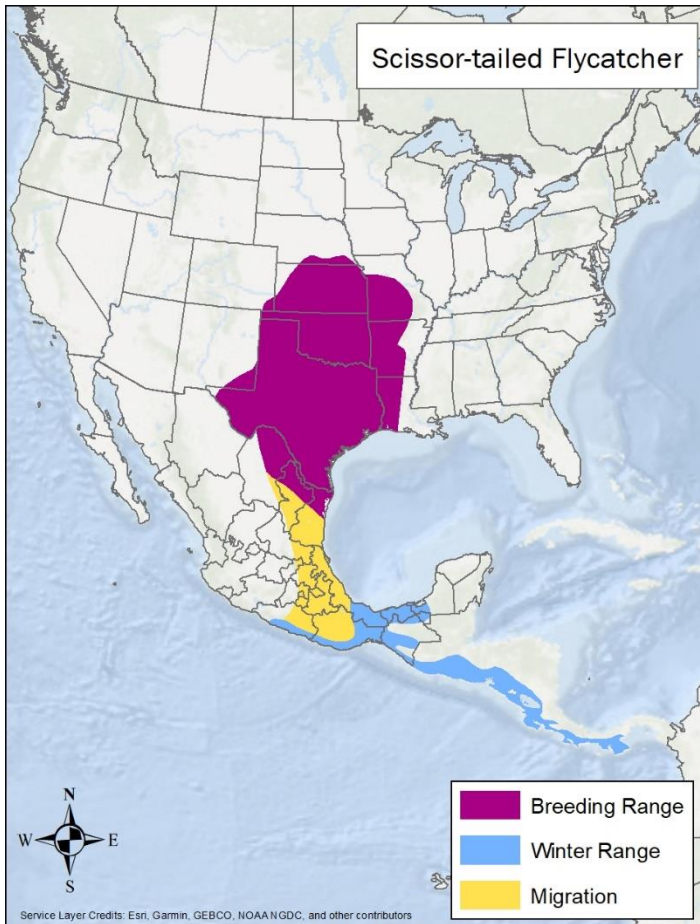 Scissor-tailed Flycatcher
N
W E
S
Breeding Range
Winter Range
Migration
Service Layer Credits: Esri, Garmin, GEBCO, NOAA NGDC, and other contributors